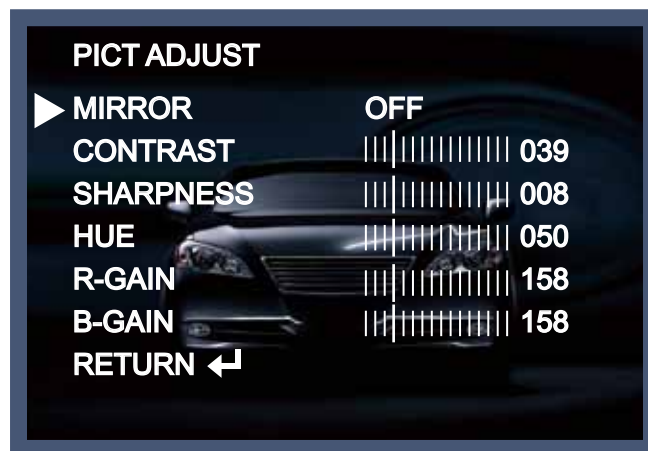 PICT ADJUST
MIRROR OFF
CONTRAST 039
SHARPNESS 008
HUE 050
R-GAIN 158
B-GAIN 158
RETURN